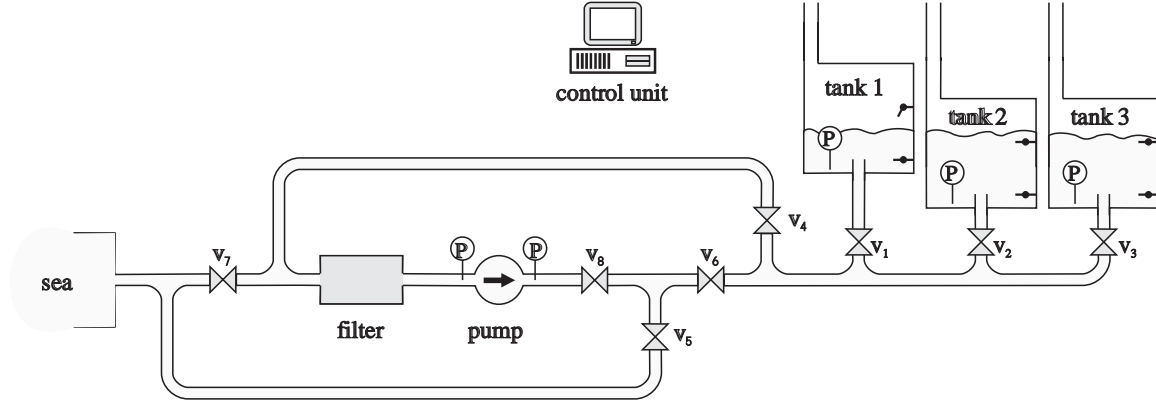 control unit
tank 1
tank 2
tank 3
P
P
P
v4
v1
v2
v3
v7
P
P
v8
v6
sea
filter
pump
v5